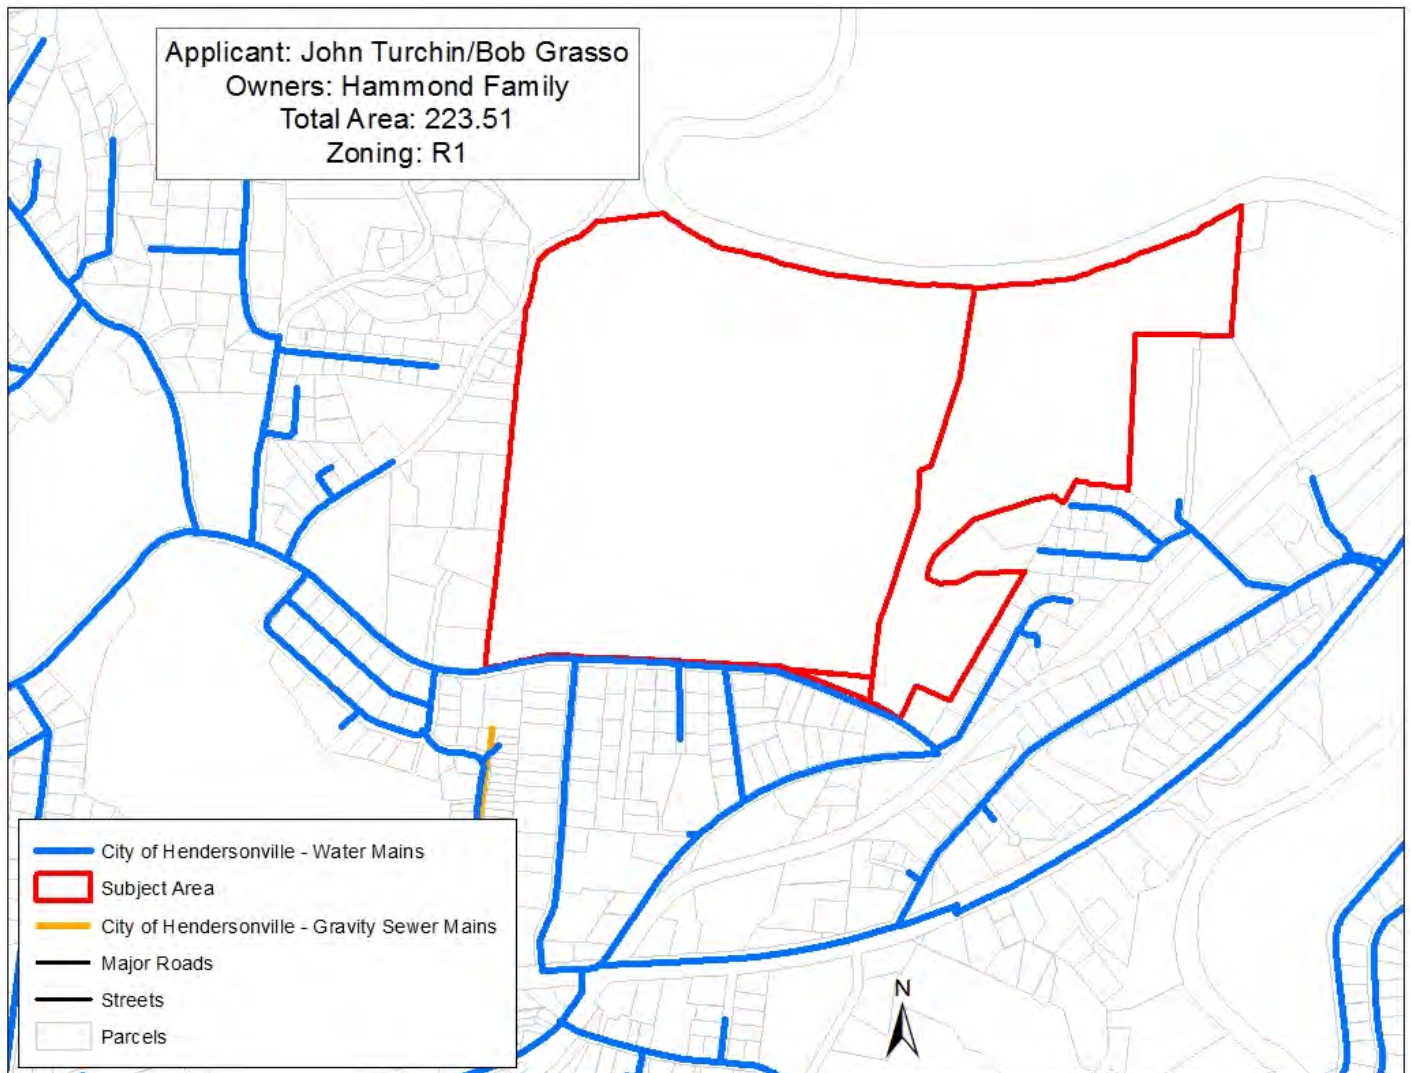 Applicant: John Turchin/Bob Grasso
Owners: Hammond Family
Total Area: 223.51
Zoning: R1
City of Hendersonville - Water Mains
Subject Area
City of Hendersonville - Gravity Sewer Mains
Major Roads
Streets
Parcels
N